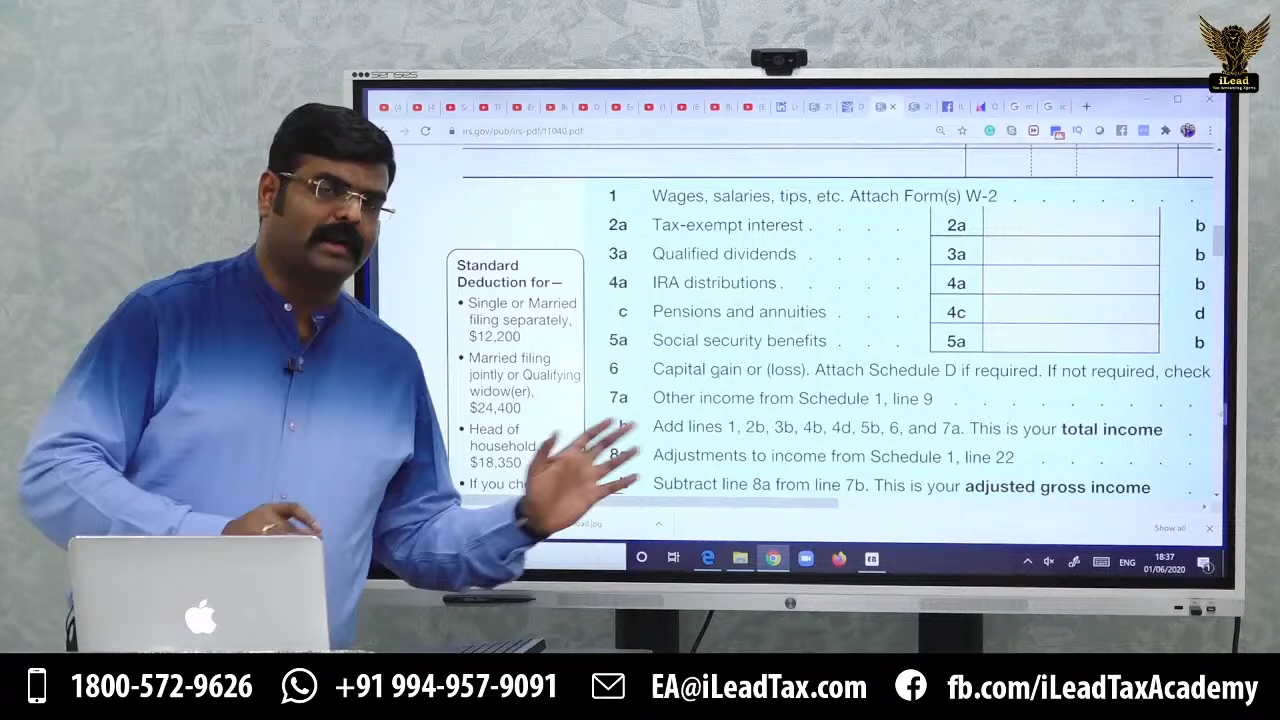 iLead
senses
irs.gov/pub/irs-pdf/f1040.pdf
1 Wages, salaries, tips, etc. Attach Form(s) W-2 . . . . . . .
2a Tax-exempt interest . . . . 2a b
3a Qualified dividends . . . . 3a b
4a IRA distributions . . . . 4a b
c Pensions and annuities . . . 4c d
5a Social security benefits . . . 5a b
6 Capital gain or (loss). Attach Schedule D if required. If not required, check
7a Other income from Schedule 1, line 9 . . . . . . . . .
b Add lines 1, 2b, 3b, 4b, 4d, 5b, 6, and 7a. This is your total income .
8a Adjustments to income from Schedule 1, line 22 . . . . . .
Subtract line 8a from line 7b. This is your adjusted gross income .
Standard
Deduction for—
• Single or Married
filing separately,
$12,200
• Married filing
jointly or Qualifying
widow(er),
$24,400
• Head of
household
$18,350
• If you
Show all
ENG
18:37
01/06/2020
1800-572-9626
+91 994-957-9091
EA@iLeadTax.com
fb.com/iLeadTaxAcademy